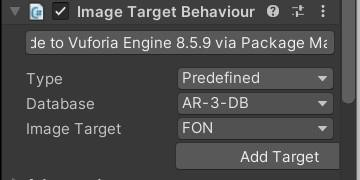 Image Target Behaviour
de to Vuforia Engine 8.5.9 via Package Ma
Type Predefined
Database AR-3-DB
Image Target FON
Add Target